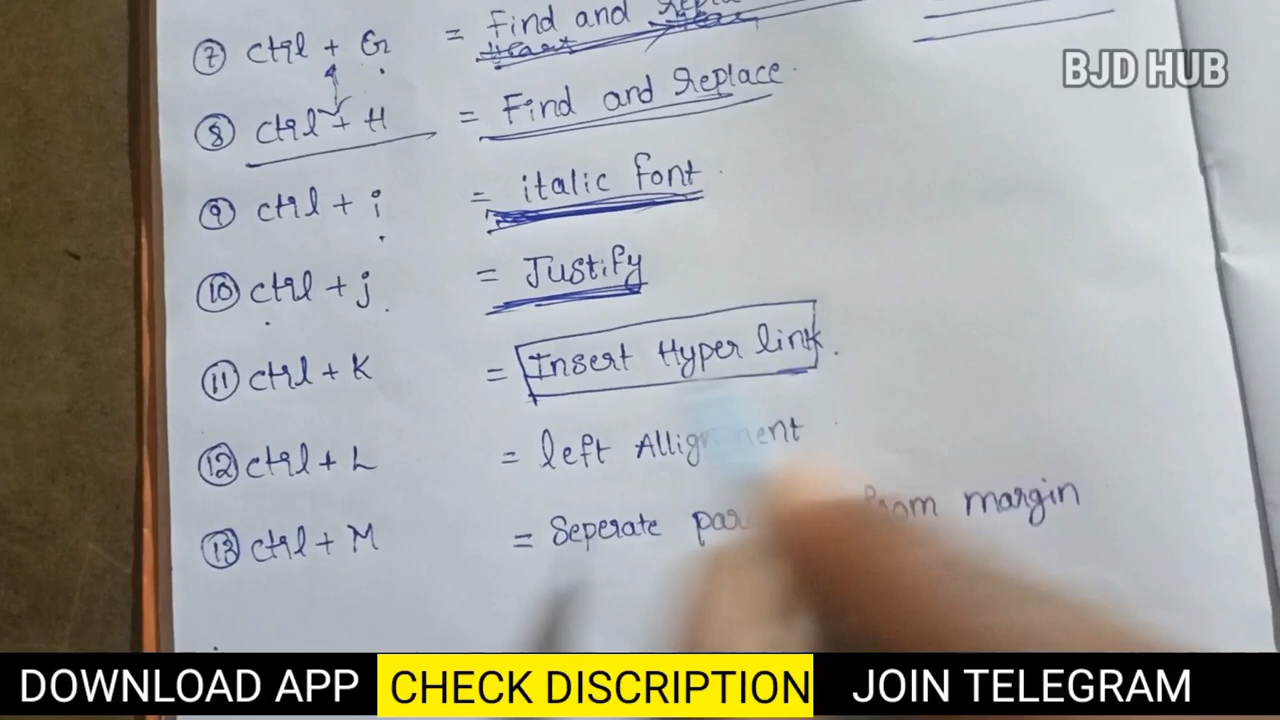 ⑦ Ctrl + G = Find and
BJD HUB
⑧ Ctrl + H = Find and Replace.
⑨ Ctrl + i = italic font.
⑩ Ctrl + j = Justify
⑪ Ctrl + K = Insert Hyper link.
⑫ Ctrl + L = left
⑬ Ctrl + M = Seperate from margin
DOWNLOAD APP CHECK DISCRIPTION JOIN TELEGRAM